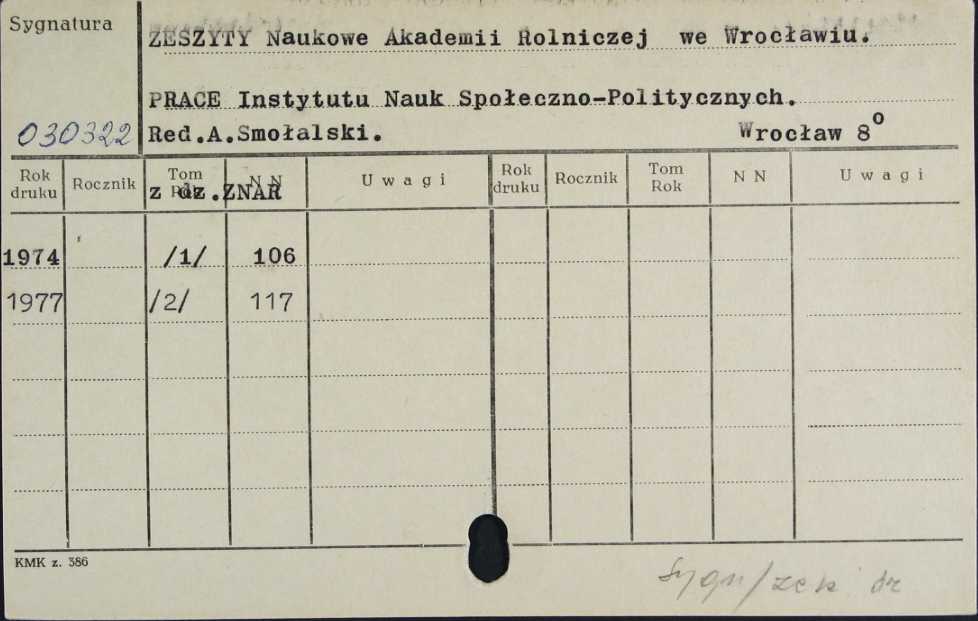 Sygnatura
ZESZYTY Naukowe Akademii Rolniczej we Wrocławiu.
PRACE Instytutu Nauk Społeczno-Politycznych.
030322 Red.A.Smołalski. Wrocław 8o
Rok druku Rocznik Tom Rok N N U w a g i Rok druku Rocznik Tom Rok N N U w a g i
z dz.ZNAR
1974 /1/ 106
1977 /2/ 117
KMK z. 386